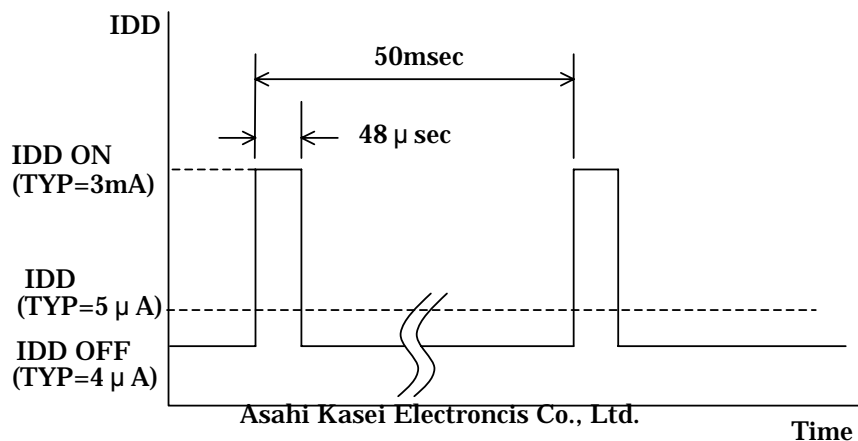 IDD
50msec
48 μ sec
IDD ON
(TYP=3mA)
IDD
(TYP=5 μ A)
IDD OFF
(TYP=4 μ A)
Asahi Kasei Electroncis Co., Ltd.
Time